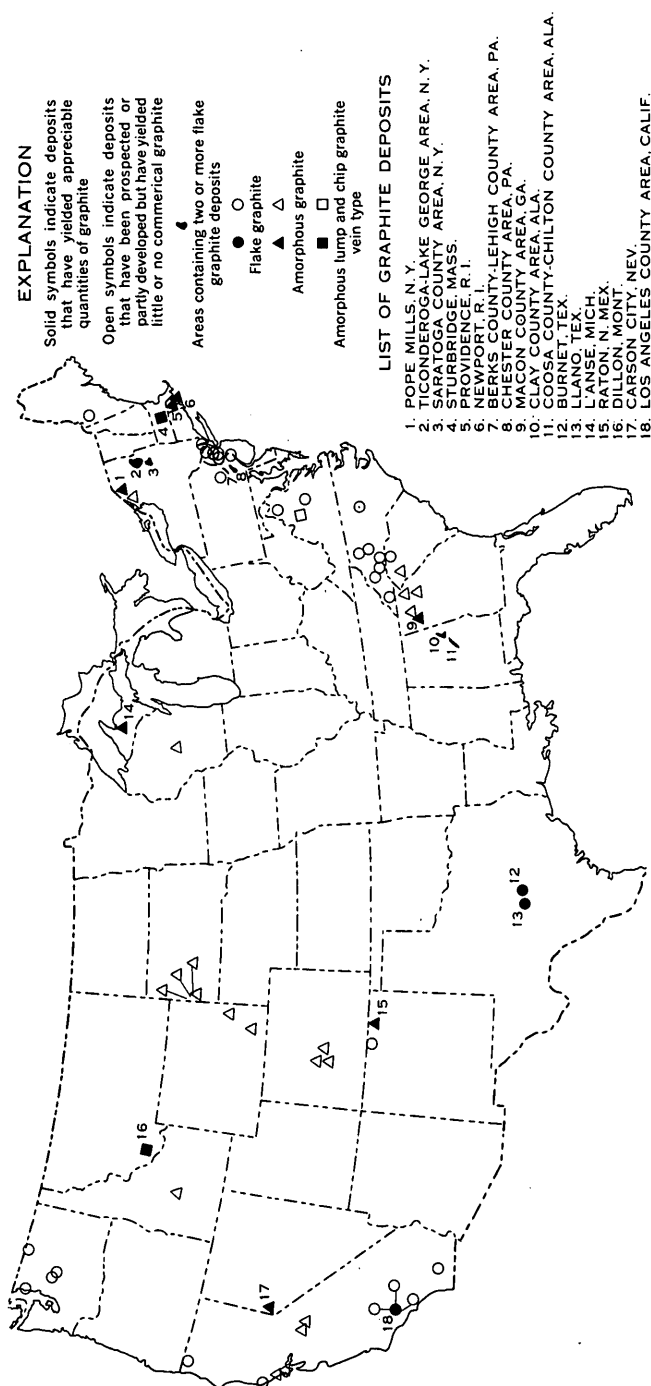 EXPLANATION
Solid symbols indicate deposits
that have yielded appreciable
quantities of graphite
Open symbols indicate deposits
that have been prospected or
partly developed but have yielded
little or no commerical graphite
Areas containing two or more flake
graphite deposits
Flake graphite
Amorphous graphite
Amorphous lump and chip graphite
vein type
LIST OF GRAPHITE DEPOSITS
1. POPE MILLS, N. Y.
2. TICONDEROGA-LAKE GEORGE AREA, N. Y.
3. SARATOGA COUNTY AREA, N. Y.
4. STURBRIDGE, MASS.
5. PROVIDENCE, R. I.
6. NEWPORT, R. I.
7. BERKS COUNTY-LEHIGH COUNTY AREA, PA.
8. CHESTER COUNTY AREA, PA.
9. MACON COUNTY AREA, GA.
10. CLAY COUNTY AREA, ALA.
11. COOSA COUNTY-CHILTON COUNTY AREA, ALA.
12. BURNET, TEX.
13. LLANO, TEX.
14. L'ANSE, MICH.
15. RATON, N. MEX.
16. DILLON, MONT.
17. CARSON CITY, NEV.
18. LOS ANGELES COUNTY AREA, CALIF.
1
2
3
4
5
6
7
8
9
10
11
12
13
14
15
16
17
18